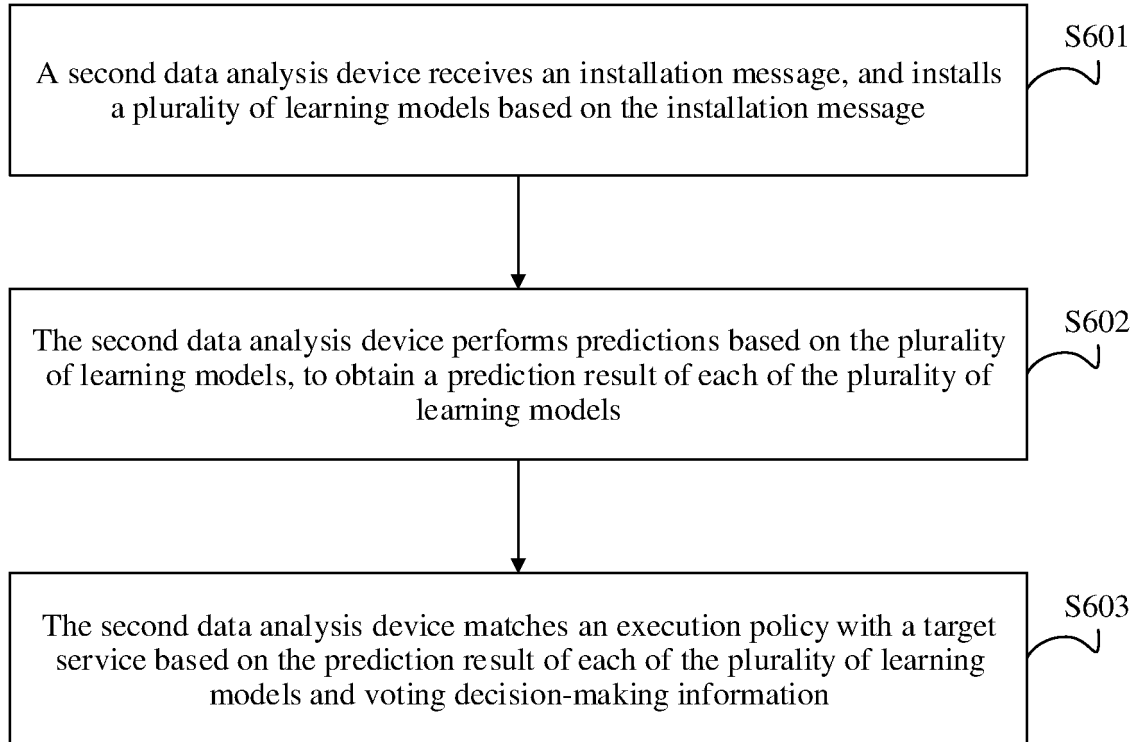 S601
A second data analysis device receives an installation message, and installs
a plurality of learning models based on the installation message
S602
The second data analysis device performs predictions based on the plurality
of learning models, to obtain a prediction result of each of the plurality of
learning models
S603
The second data analysis device matches an execution policy with a target
service based on the prediction result of each of the plurality of learning
models and voting decision-making information